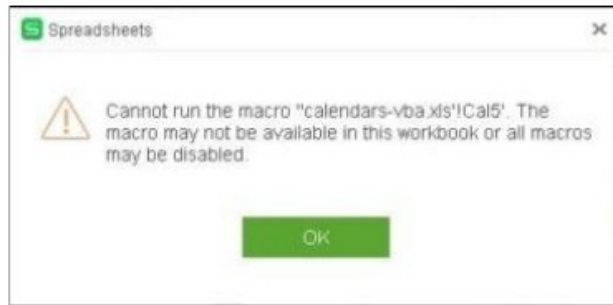 Spreadsheets
Cannot run the macro "calendars-vba.xls'!Cal5'. The
macro may not be available in this workbook or all macros
may be disabled.
OK